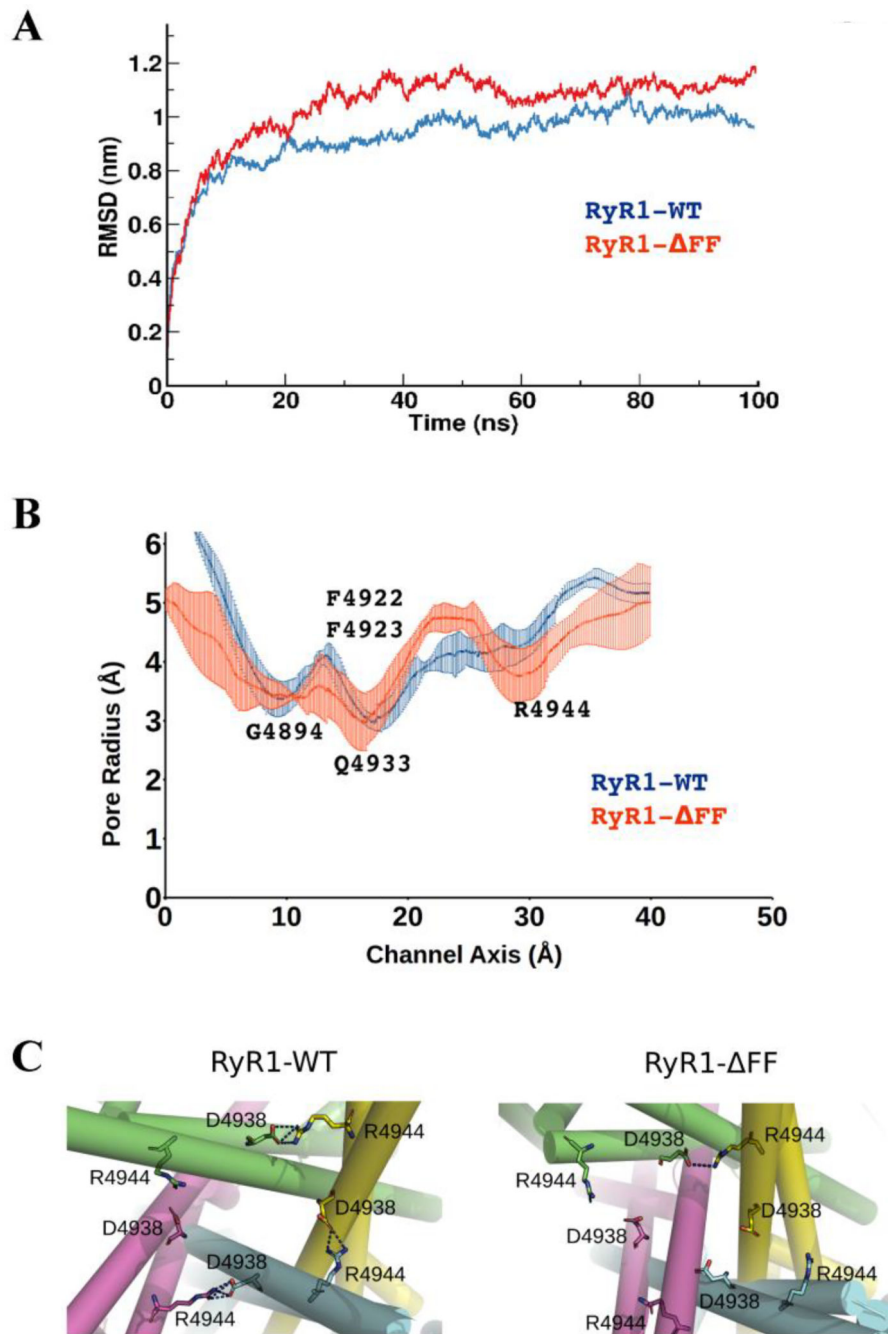 A
1.2
1
0.8
0.6
0.4
0.2
0
RMSD (nm)
RyR1-WT
RyR1-ΔFF
0 20 40 60 80 100
Time (ns)
B
6
5
4
3
2
1
0
Pore Radius (Å)
F4922
F4923
G4894
Q4933
R4944
RyR1-WT
RyR1-ΔFF
0 10 20 30 40 50
Channel Axis (Å)
C
RyR1-WT
D4938
R4944
R4944
D4938
D4938
D4938
R4944
R4944
RyR1-ΔFF
D4938
R4944
R4944
D4938
D4938
D4938
R4944
R4944